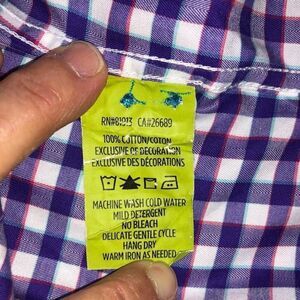 RN#81913 CA#26689
100% COTTON/COTON
EXCLUSIVE OF DECORATION
EXCLUSIVE DES DÉCORATIONS
MACHINE WASH COLD WATER
MILD DETERGENT
NO BLEACH
DELICATE GENTLE CYCLE
HANG DRY
WARM IRON AS NEEDED